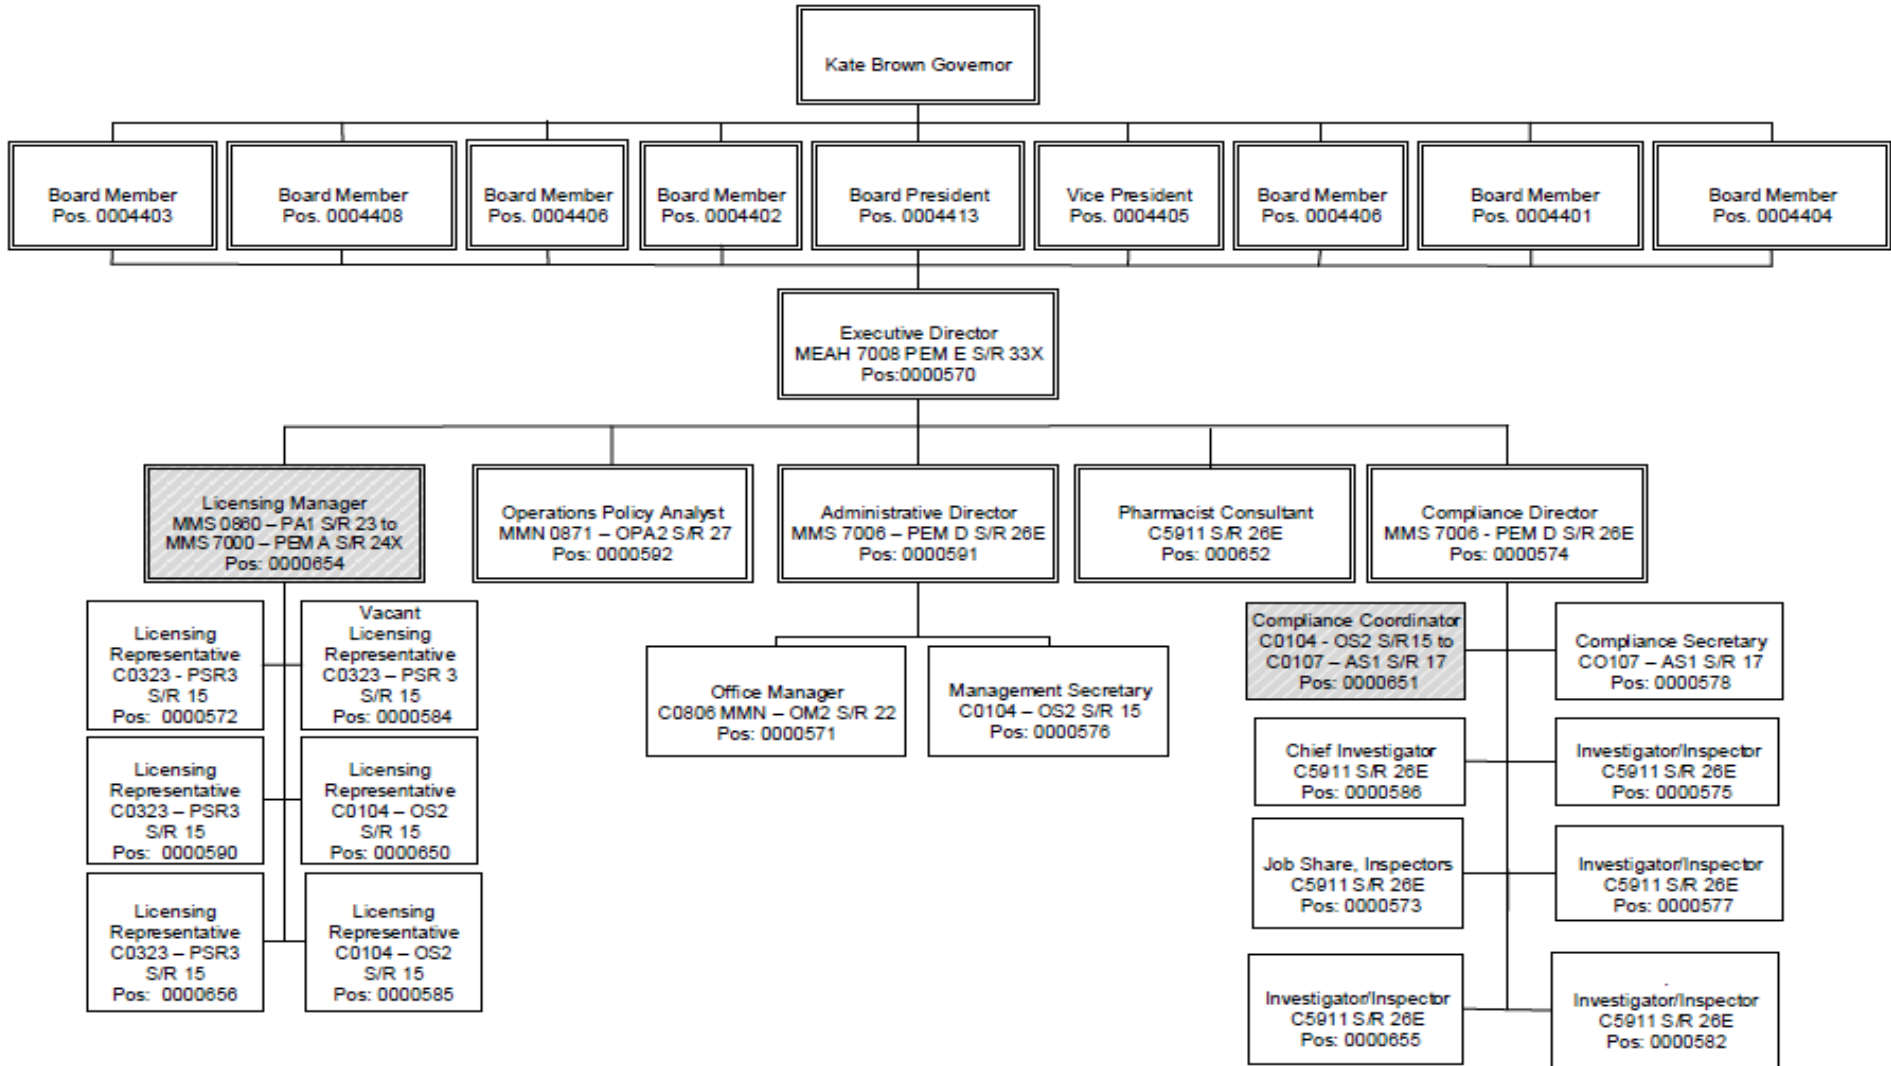 Kate Brown Governor
Board Member
Pos. 0004403
Board Member
Pos. 0004408
Board Member
Pos. 0004406
Board Member
Pos. 0004402
Board President
Pos. 0004413
Vice President
Pos. 0004405
Board Member
Pos. 0004406
Board Member
Pos. 0004401
Board Member
Pos. 0004404
Executive Director
MEAH 7008 PEM E S/R 33X
Pos:0000570
Licensing Manager
MMS 0860 – PA1 S/R 23 to
MMS 7000 – PEM A S/R 24X
Pos: 0000654
Operations Policy Analyst
MMN 0871 – OPA2 S/R 27
Pos: 0000592
Administrative Director
MMS 7006 – PEM D S/R 26E
Pos: 0000591
Pharmacist Consultant
C5911 S/R 26E
Pos: 000652
Compliance Director
MMS 7006 - PEM D S/R 26E
Pos: 0000574
Licensing
Representative
C0323 - PSR3
S/R 15
Pos: 0000572
Vacant
Licensing
Representative
C0323 – PSR 3
S/R 15
Pos: 0000584
Licensing
Representative
C0323 – PSR3
S/R 15
Pos: 0000590
Licensing
Representative
C0104 – OS2
S/R 15
Pos: 0000650
Licensing
Representative
C0323 – PSR3
S/R 15
Pos: 0000656
Licensing
Representative
C0104 – OS2
S/R 15
Pos: 0000585
Office Manager
C0806 MMN – OM2 S/R 22
Pos: 0000571
Management Secretary
C0104 – OS2 S/R 15
Pos: 0000576
Compliance Coordinator
C0104 - OS2 S/R15 to
C0107 – AS1 S/R 17
Pos: 0000651
Compliance Secretary
CO107 – AS1 S/R 17
Pos: 0000578
Chief Investigator
C5911 S/R 26E
Pos: 0000586
Investigator/Inspector
C5911 S/R 26E
Pos: 0000575
Job Share, Inspectors
C5911 S/R 26E
Pos: 0000573
Investigator/Inspector
C5911 S/R 26E
Pos: 0000577
Investigator/Inspector
C5911 S/R 26E
Pos: 0000655
Investigator/Inspector
C5911 S/R 26E
Pos: 0000582